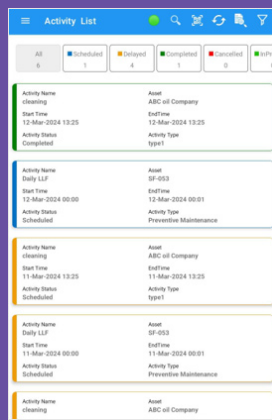 Activity List
All
6
Scheduled
1
Delayed
4
Completed
1
Cancelled
0
InPr
Activity Name Asset
cleaning ABC oil Company
Start Time EndTime
12-Mar-2024 13:25 12-Mar-2024 13:25
Activity Status Activity Type
Completed type1
Activity Name Asset
Daily LLF SF-053
Start Time EndTime
12-Mar-2024 00:00 12-Mar-2024 00:01
Activity Status Activity Type
Scheduled Preventive Maintenance
Activity Name Asset
cleaning ABC oil Company
Start Time EndTime
11-Mar-2024 13:25 11-Mar-2024 13:25
Activity Status Activity Type
Scheduled type1
Activity Name Asset
Daily LLF SF-053
Start Time EndTime
11-Mar-2024 00:00 11-Mar-2024 00:01
Activity Status Activity Type
Scheduled Preventive Maintenance
Activity Name Asset
cleaning ABC oil Company